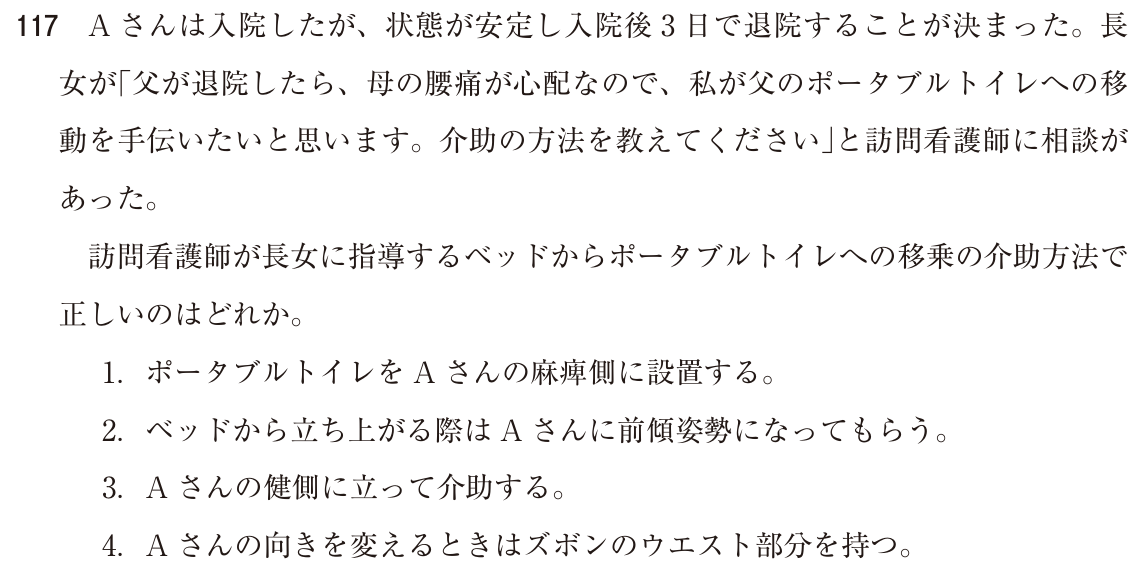 117 Aさんは入院したが、状態が安定し入院後3日で退院することが決まった。長
女が「父が退院したら、母の腰痛が心配なので、私が父のポータブルトイレへの移
動を手伝いたいと思います。介助の方法を教えてください」と訪問看護師に相談が
あった。
訪問看護師が長女に指導するベッドからポータブルトイレへの移乗の介助方法で
正しいのはどれか。
1. ポータブルトイレをAさんの麻痺側に設置する。
2. ベッドから立ち上がる際はAさんに前傾姿勢になってもらう。
3. Aさんの健側に立って介助する。
4. Aさんの向きを変えるときはズボンのウエスト部分を持つ。